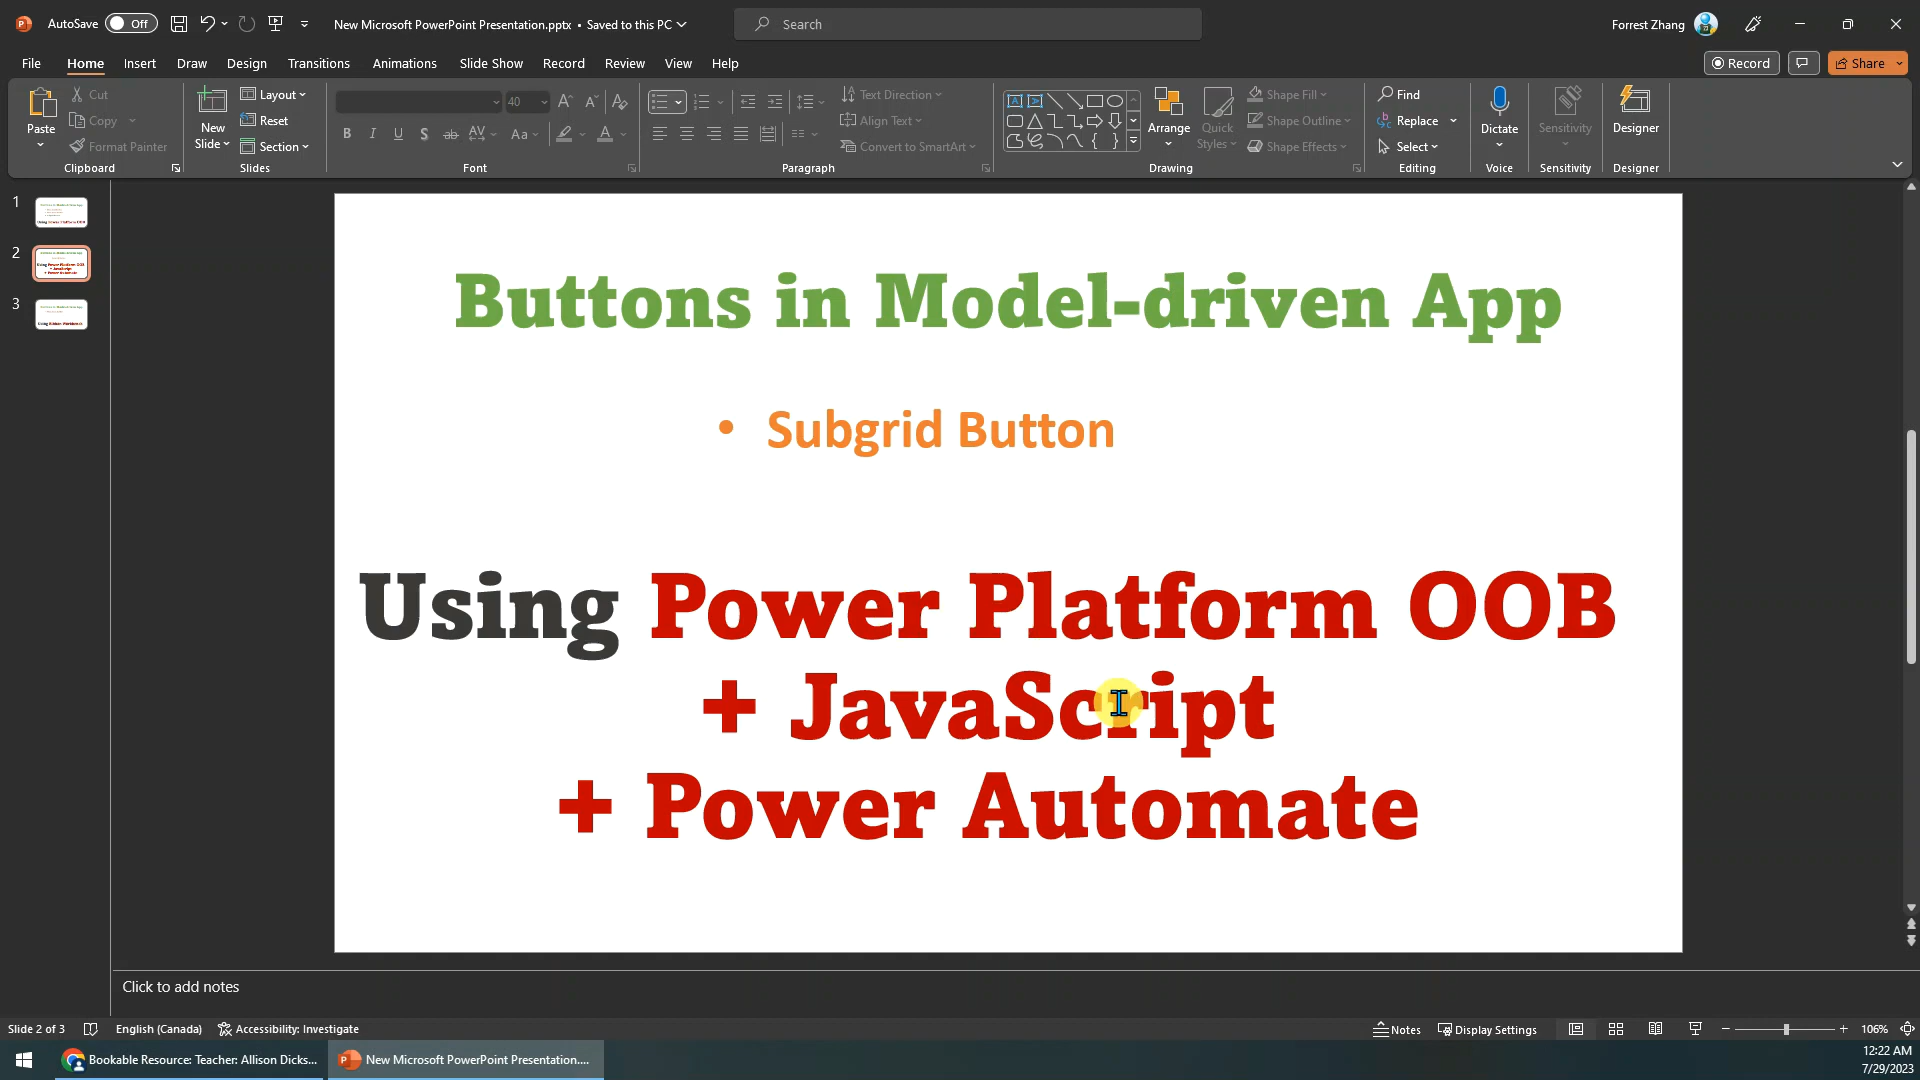 AutoSave Off New Microsoft PowerPoint Presentation.pptx • Saved to this PC Search Forrest Zhang
File Home Insert Draw Design Transitions Animations Slide Show Record Review View Help Record Share
Paste Cut Copy Format Painter Clipboard
New Slide Layout Reset Section Slides
40 B I U S ab AV Aa A Font
Text Direction Align Text Convert to SmartArt Paragraph
Arrange Quick Styles Shape Fill Shape Outline Shape Effects Drawing
Find Replace Select Editing
Dictate Voice
Sensitivity Sensitivity
Designer Designer
1
2
3
Buttons in Model-driven App
• Subgrid Button
Using Power Platform OOB
+ JavaScript
+ Power Automate
Click to add notes
Slide 2 of 3 English (Canada) Accessibility: Investigate Notes Display Settings 106%
Bookable Resource: Teacher: Allison Dicks... New Microsoft PowerPoint Presentation....
12:22 AM
7/29/2023